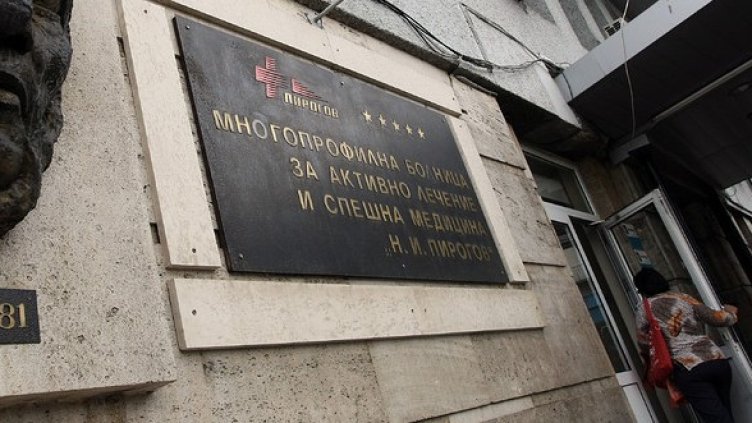 ПИРОГОВ
МНОГОПРОФИЛНА БОЛНИЦА
ЗА АКТИВНО ЛЕЧЕНИЕ
И СПЕШНА МЕДИЦИНА
„Н. И. ПИРОГОВ"
81